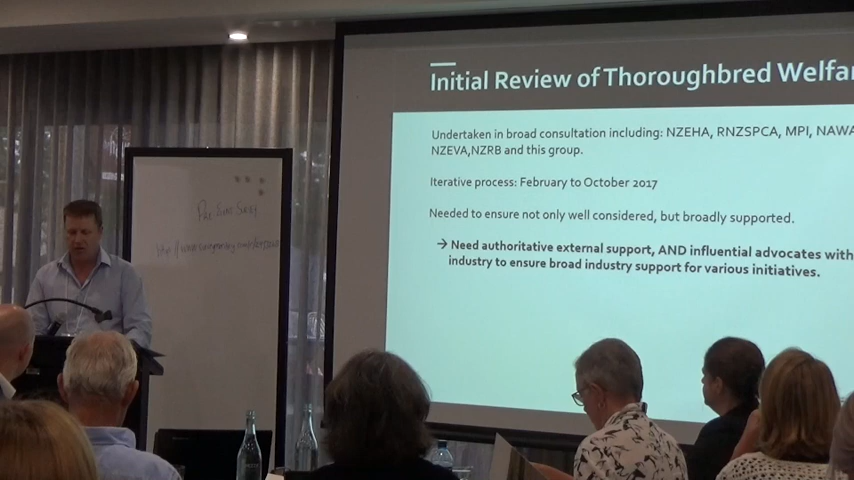 Initial Review of Thoroughbred Welfar
Undertaken in broad consultation including: NZEHA, RNZSPCA, MPI, NAWA
NZEVA,NZRB and this group.
Iterative process: February to October 2017
Needed to ensure not only well considered, but broadly supported.
→ Need authoritative external support, AND influential advocates with
industry to ensure broad industry support for various initiatives.